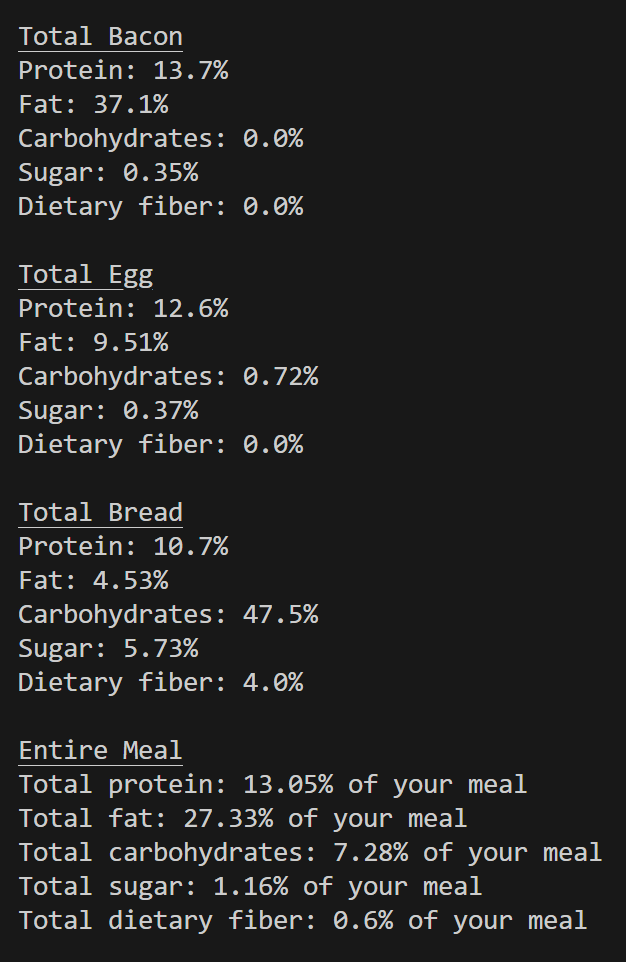 Total Bacon
Protein: 13.7%
Fat: 37.1%
Carbohydrates: 0.0%
Sugar: 0.35%
Dietary fiber: 0.0%
Total Egg
Protein: 12.6%
Fat: 9.51%
Carbohydrates: 0.72%
Sugar: 0.37%
Dietary fiber: 0.0%
Total Bread
Protein: 10.7%
Fat: 4.53%
Carbohydrates: 47.5%
Sugar: 5.73%
Dietary fiber: 4.0%
Entire Meal
Total protein: 13.05% of your meal
Total fat: 27.33% of your meal
Total carbohydrates: 7.28% of your meal
Total sugar: 1.16% of your meal
Total dietary fiber: 0.6% of your meal